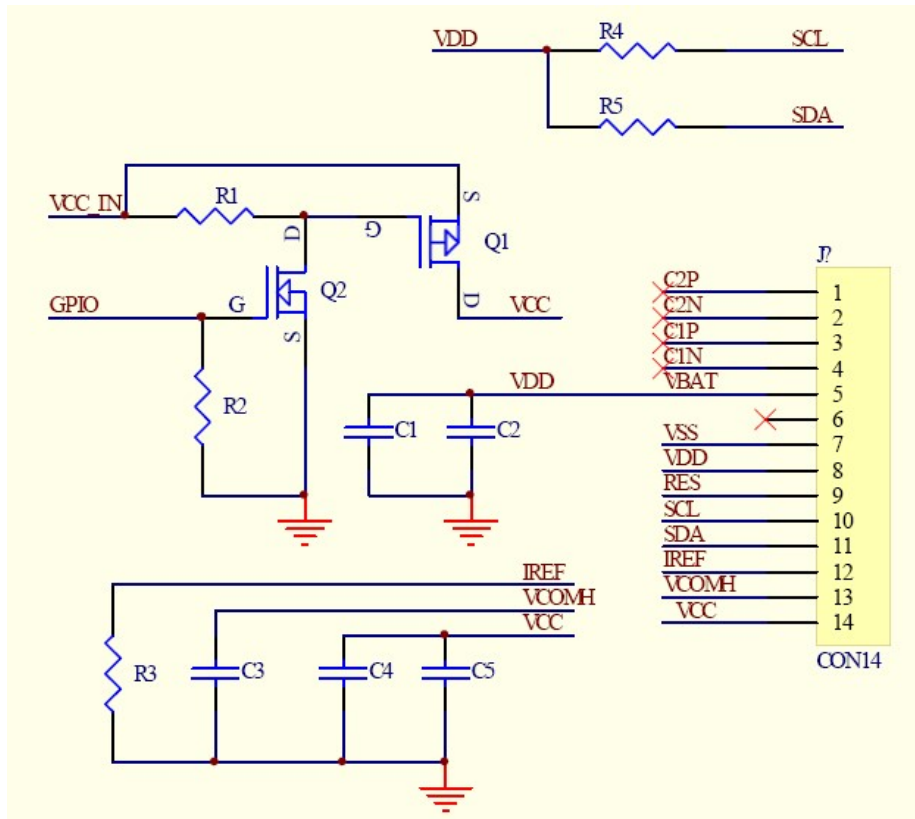 VDD
R4
SCL
R5
SDA
VCC_IN
R1
D
G
S
Q1
D
VCC
GPIO
G
Q2
S
R2
VDD
C1
C2
J?
C2P
1
C2N
2
C1P
3
C1N
4
VBAT
5
6
VSS
7
VDD
8
RES
9
SCL
10
SDA
11
IREF
12
VCOMH
13
VCC
14
CON14
IREF
VCOMH
VCC
R3
C3
C4
C5